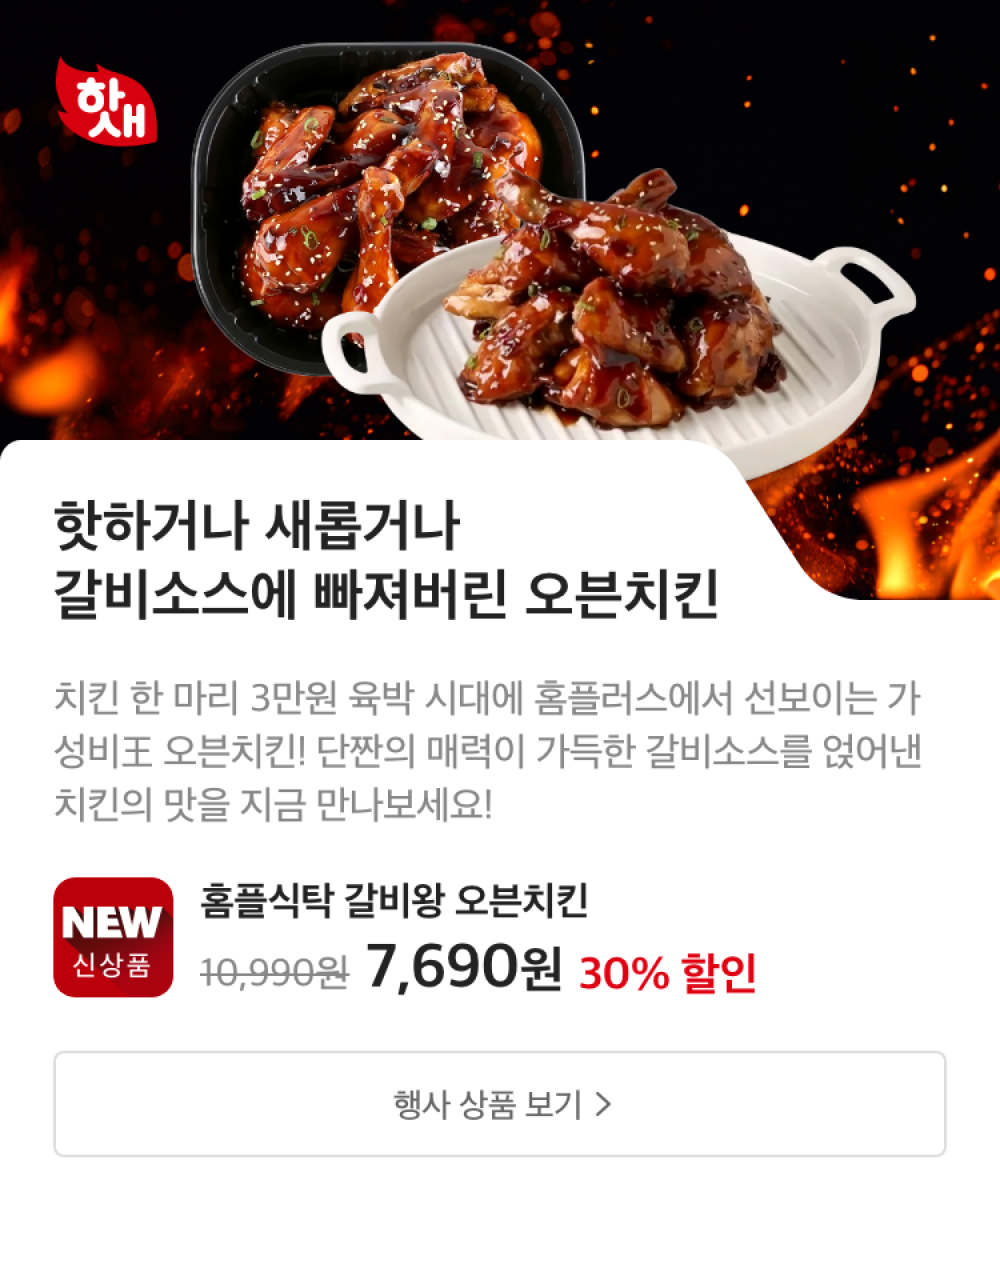 핫
새
핫하거나 새롭거나
갈비소스에 빠져버린 오븐치킨
치킨 한 마리 3만원 육박 시대에 홈플러스에서 선보이는 가
성비王 오븐치킨! 단짠의 매력이 가득한 갈비소스를 얹어낸
치킨의 맛을 지금 만나보세요!
NEW
신상품
홈플식탁 갈비왕 오븐치킨
10,990원 7,690원 30% 할인
행사 상품 보기 >